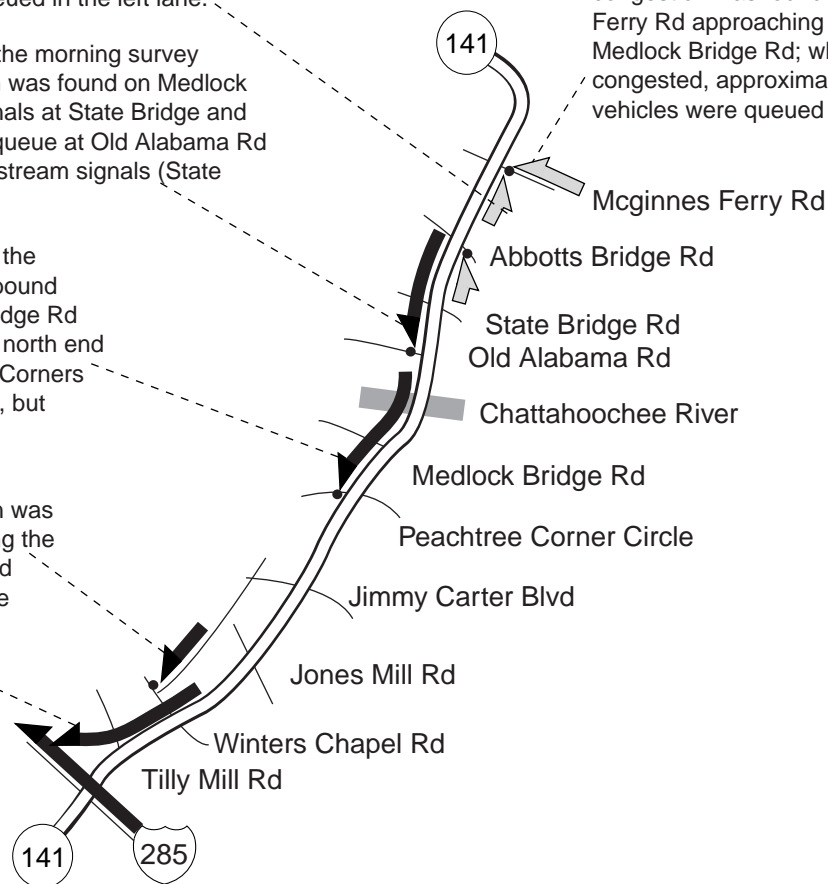 ued in the left lane.
the morning survey
was found on Medlock
nals at State Bridge and
queue at Old Alabama Rd
stream signals (State
the
ound
dge Rd
north end
Corners
, but
n was
g the
d
e
Ferry Rd approaching
Medlock Bridge Rd; wh
congested, approxima
vehicles were queued
141
Mcginnes Ferry Rd
Abbotts Bridge Rd
State Bridge Rd
Old Alabama Rd
Chattahoochee River
Medlock Bridge Rd
Peachtree Corner Circle
Jimmy Carter Blvd
Jones Mill Rd
Winters Chapel Rd
Tilly Mill Rd
141
285